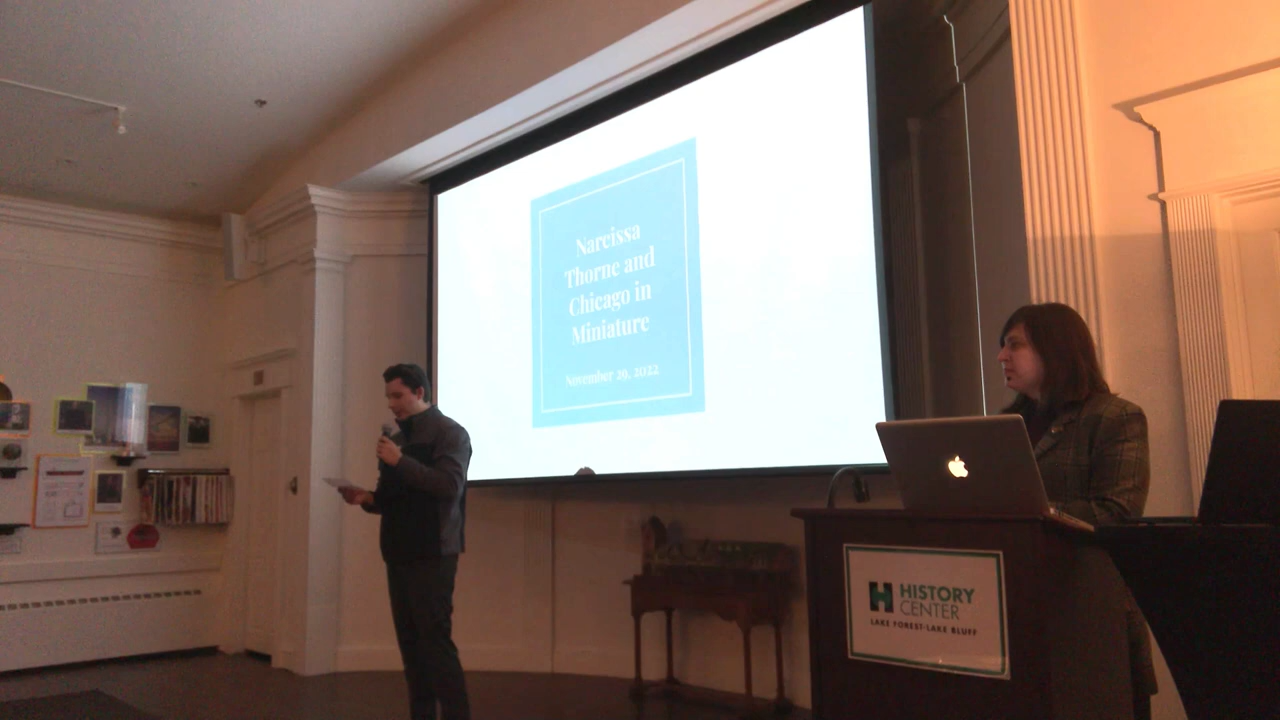 Narcissa
Thorne and
Chicago in
Miniature
November 29, 2022
H HISTORY
CENTER
LAKE FOREST-LAKE BLUFF